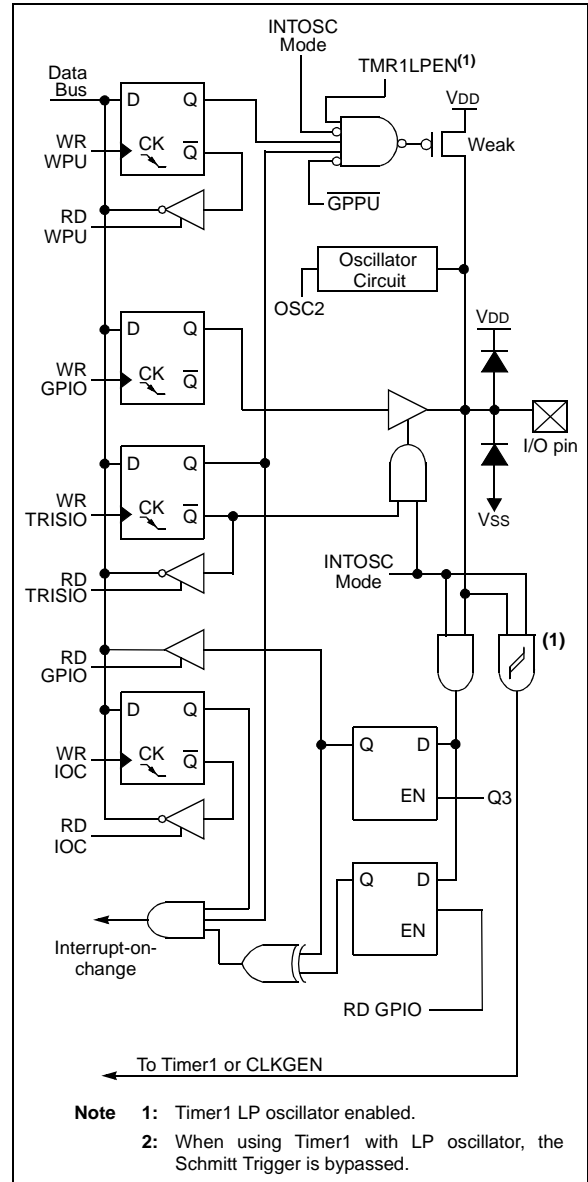 INTOSC
Mode
TMR1LPEN(1)
Data
Bus
VDD
D Q
WR
WPU
CK Q̅
Weak
RD
WPU
G̅P̅P̅U̅
Oscillator
Circuit
OSC2
VDD
D Q
WR
GPIO
CK Q̅
I/O pin
D Q
WR
TRISIO
CK Q̅
VSS
INTOSC
Mode
RD
TRISIO
(1)
RD
GPIO
D Q
WR
IOC
CK Q̅
Q D
EN
Q3
RD
IOC
Q D
EN
Interrupt-on-
change
RD GPIO
To Timer1 or CLKGEN
Note 1: Timer1 LP oscillator enabled.
2: When using Timer1 with LP oscillator, the
Schmitt Trigger is bypassed.